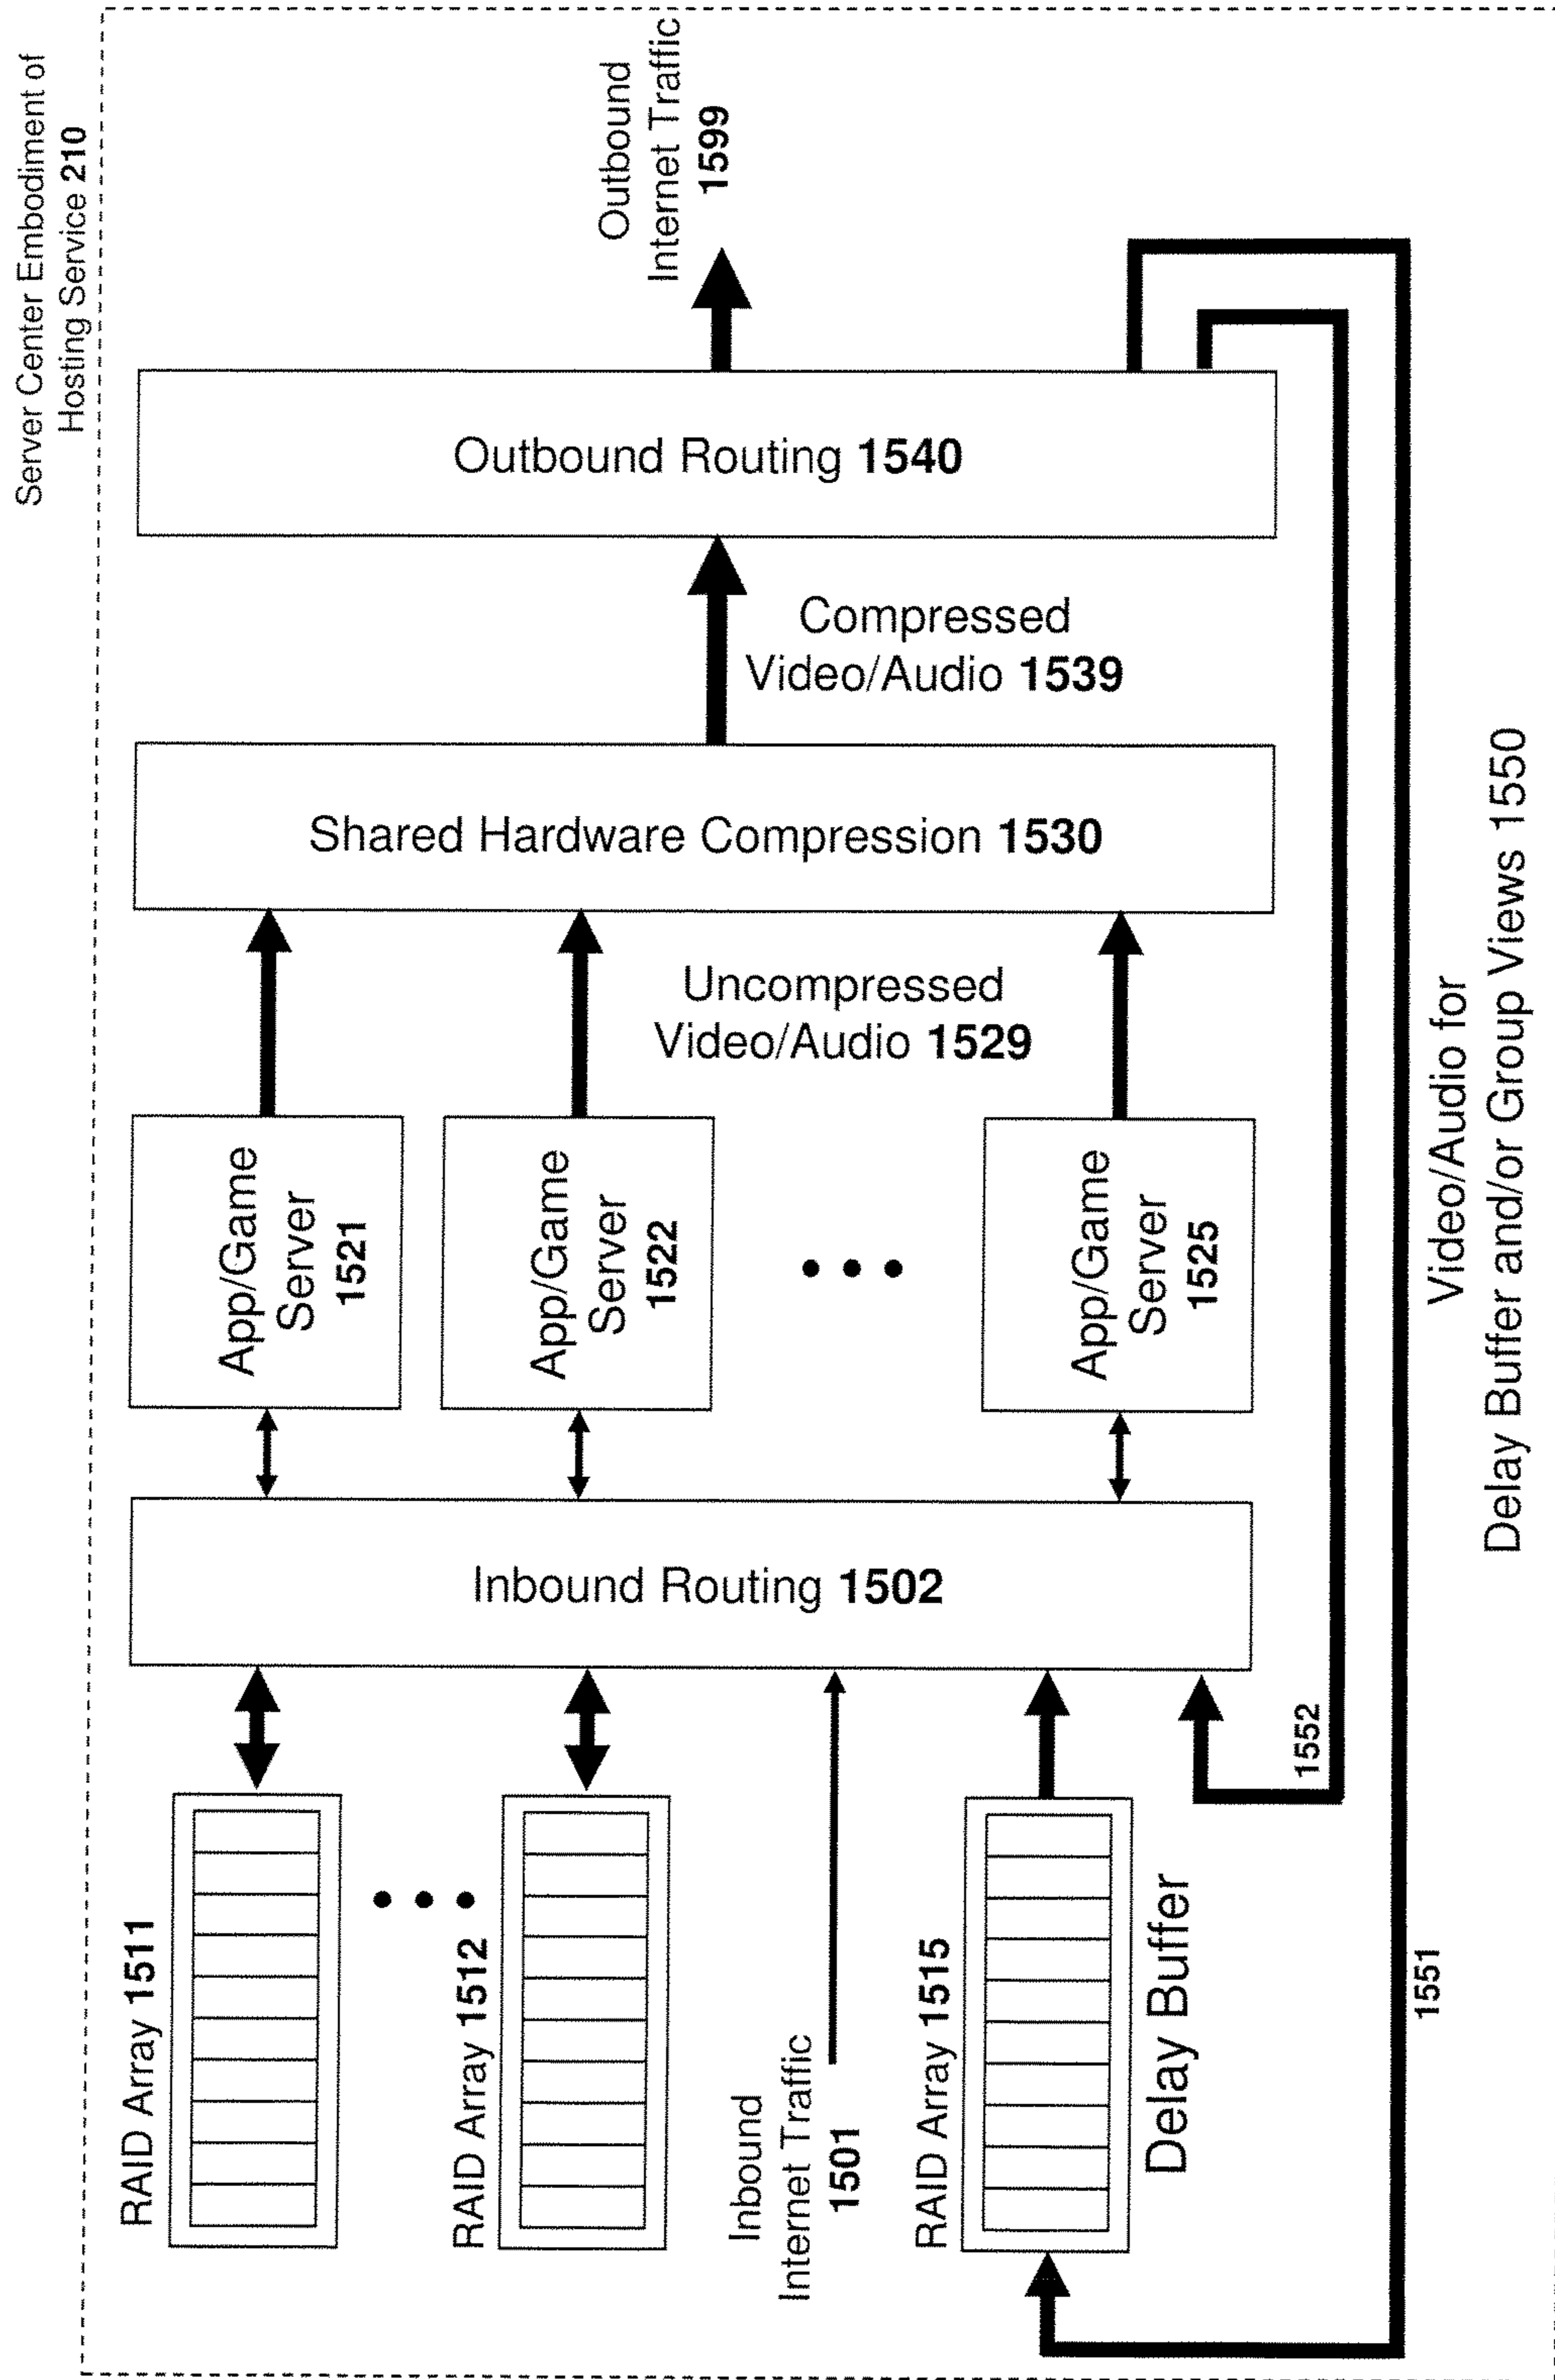 Server Center Embodiment of
Hosting Service 210
RAID Array 1511
RAID Array 1512
Inbound
Internet Traffic
1501
RAID Array 1515
Delay Buffer
Inbound Routing 1502
App/Game
Server
1521
App/Game
Server
1522
App/Game
Server
1525
Uncompressed
Video/Audio 1529
Shared Hardware Compression 1530
Compressed
Video/Audio 1539
Outbound Routing 1540
Outbound
Internet Traffic
1599
1552
1551
Video/Audio for
Delay Buffer and/or Group Views 1550